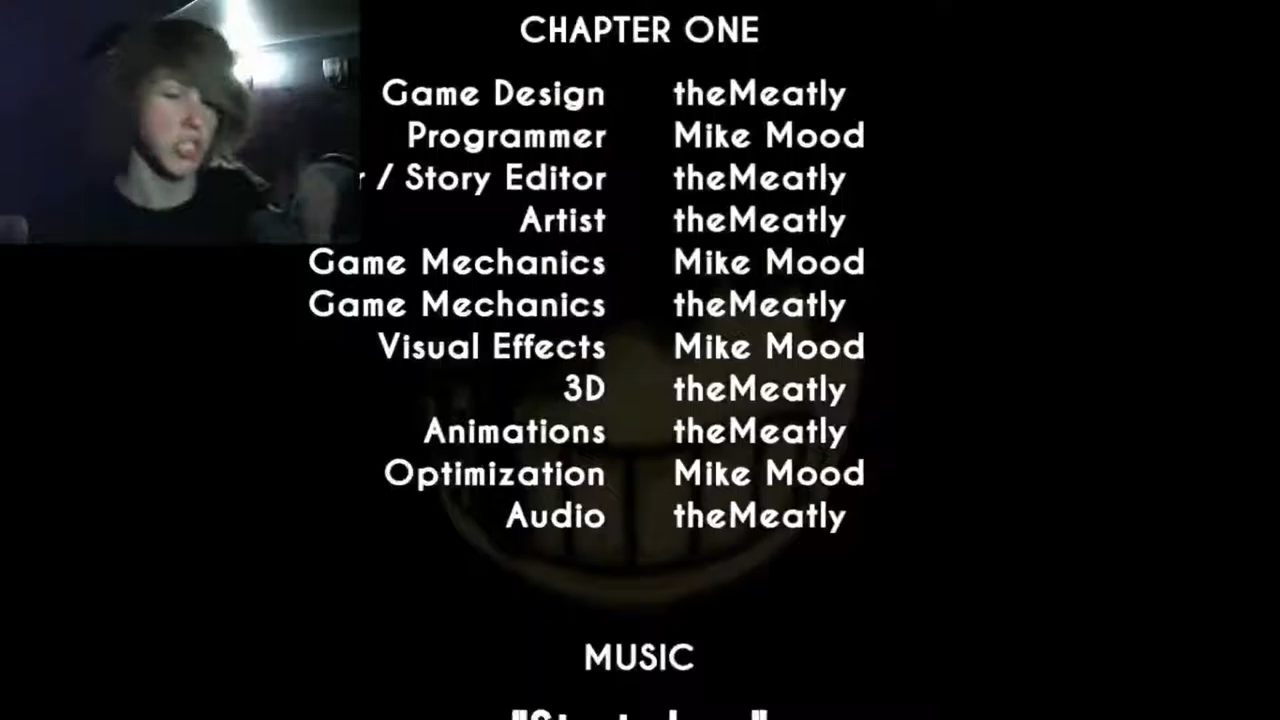 CHAPTER ONE
Game Design theMeatly
Programmer Mike Mood
/ Story Editor theMeatly
Artist theMeatly
Game Mechanics Mike Mood
Game Mechanics theMeatly
Visual Effects Mike Mood
3D theMeatly
Animations theMeatly
Optimization Mike Mood
Audio theMeatly
MUSIC